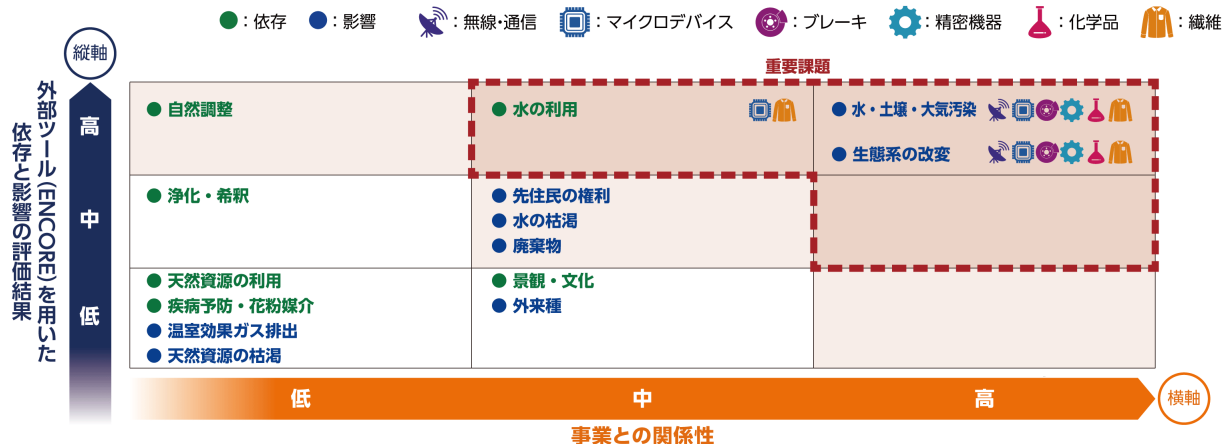 ●：依存 ●：影響 ：無線・通信 ：マイクロデバイス ：ブレーキ ：精密機器 ：化学品 ：繊維
縦軸
外部ツール（ENCORE）を用いた
依存と影響の評価結果
高
中
低
重要課題
● 自然調整
● 水の利用
● 水・土壌・大気汚染
● 生態系の改変
● 浄化・希釈
● 先住民の権利
● 水の枯渇
● 廃棄物
● 天然資源の利用
● 疾病予防・花粉媒介
● 温室効果ガス排出
● 天然資源の枯渇
● 景観・文化
● 外来種
低 中 高
横軸
事業との関係性